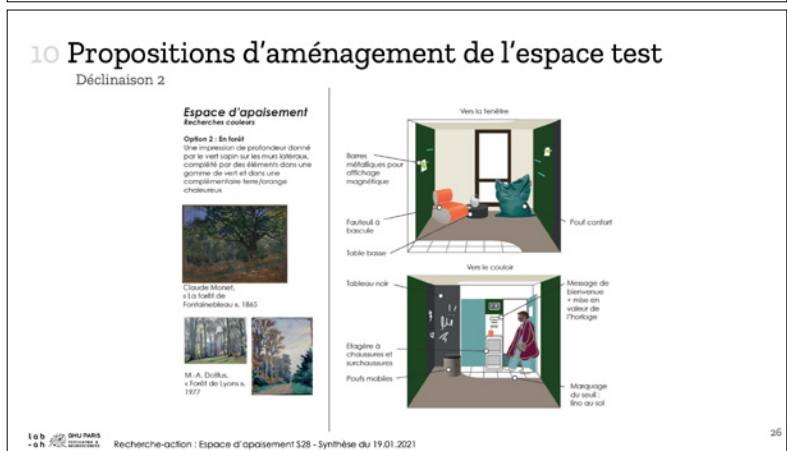 10 Propositions d’aménagement de l’espace test
Déclinaison 2
Espace d’apaisement
Recherches couleurs
Option 2 : En forêt
Une impression de profondeur donné
par le vert sapin sur les murs latéraux,
complété par des éléments dans une
gamme de vert et dans une
complémentaire terre/orange
chaleureux
Claude Monet,
« La forêt de
Fontainebleau », 1865
M.-A. Dollfus,
« Forêt de Lyons »,
1977
Vers la fenêtre
Barres
métalliques pour
affichage
magnétique
Fauteuil à
bascule
Table basse
Pouf confort
Vers le couloir
Tableau noir
Etagère à
chaussures et
surchaussures
Poufs mobiles
Message de
bienvenue
+ mise en
valeur de
l’horloge
Marquage
du seuil :
lino au sol
lab
-ah
GHU PARIS
PSYCHIATRIE &
NEUROSCIENCES
Recherche-action : Espace d’apaisement S28 - Synthèse du 19.01.2021
26